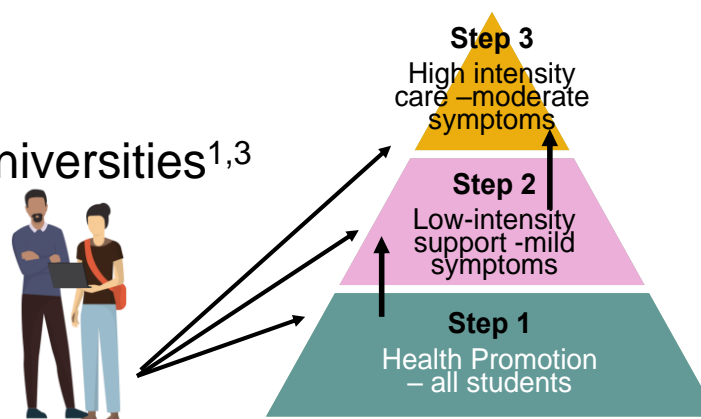 niversities1,3
Step 3
High intensity
care –moderate
symptoms
Step 2
Low-intensity
support -mild
symptoms
Step 1
Health Promotion
– all students